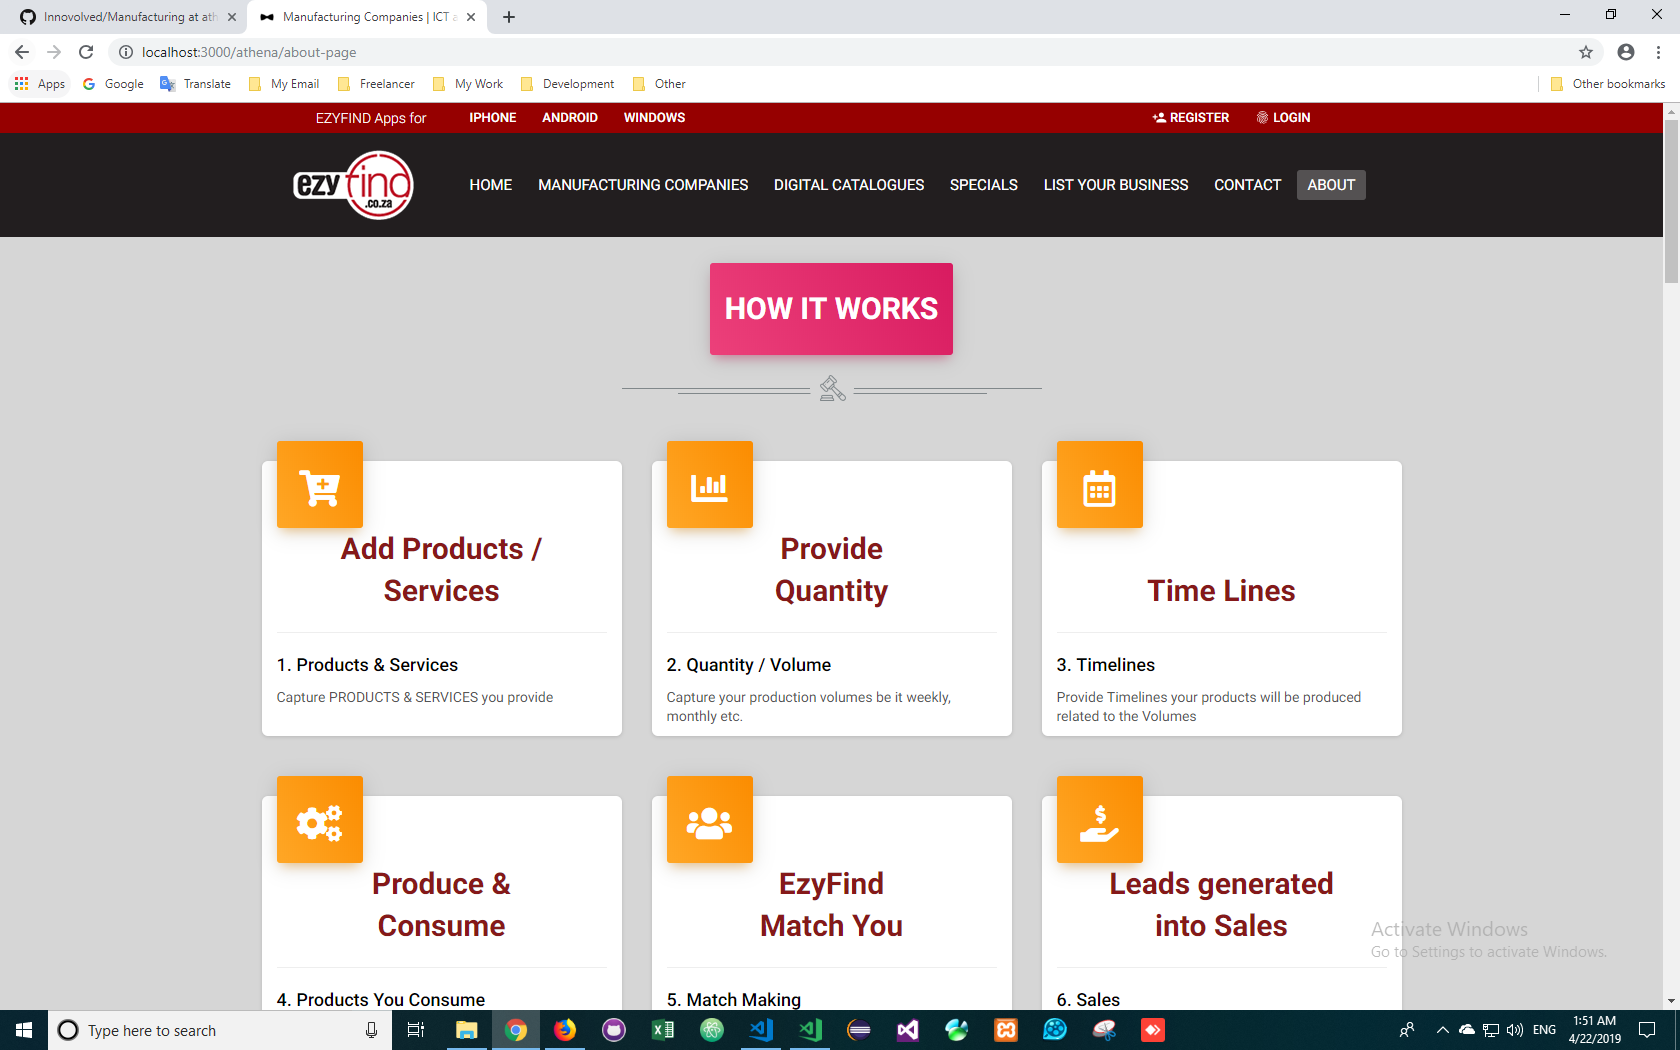 Innovolved/Manufacturing at ath
Manufacturing Companies | ICT a
localhost:3000/athena/about-page
Apps
Google
Translate
My Email
Freelancer
My Work
Development
Other
Other bookmarks
EZYFIND Apps for
IPHONE
ANDROID
WINDOWS
REGISTER
LOGIN
ezyfind
.co.za
HOME
MANUFACTURING COMPANIES
DIGITAL CATALOGUES
SPECIALS
LIST YOUR BUSINESS
CONTACT
ABOUT
HOW IT WORKS
Add Products /
Services
1. Products & Services
Capture PRODUCTS & SERVICES you provide
Provide
Quantity
2. Quantity / Volume
Capture your production volumes be it weekly,
monthly etc.
Time Lines
3. Timelines
Provide Timelines your products will be produced
related to the Volumes
Produce &
Consume
4. Products You Consume
EzyFind
Match You
5. Match Making
Leads generated
into Sales
6. Sales
Activate Windows
Go to Settings to activate Windows.
Type here to search
ENG
1:51 AM
4/22/2019